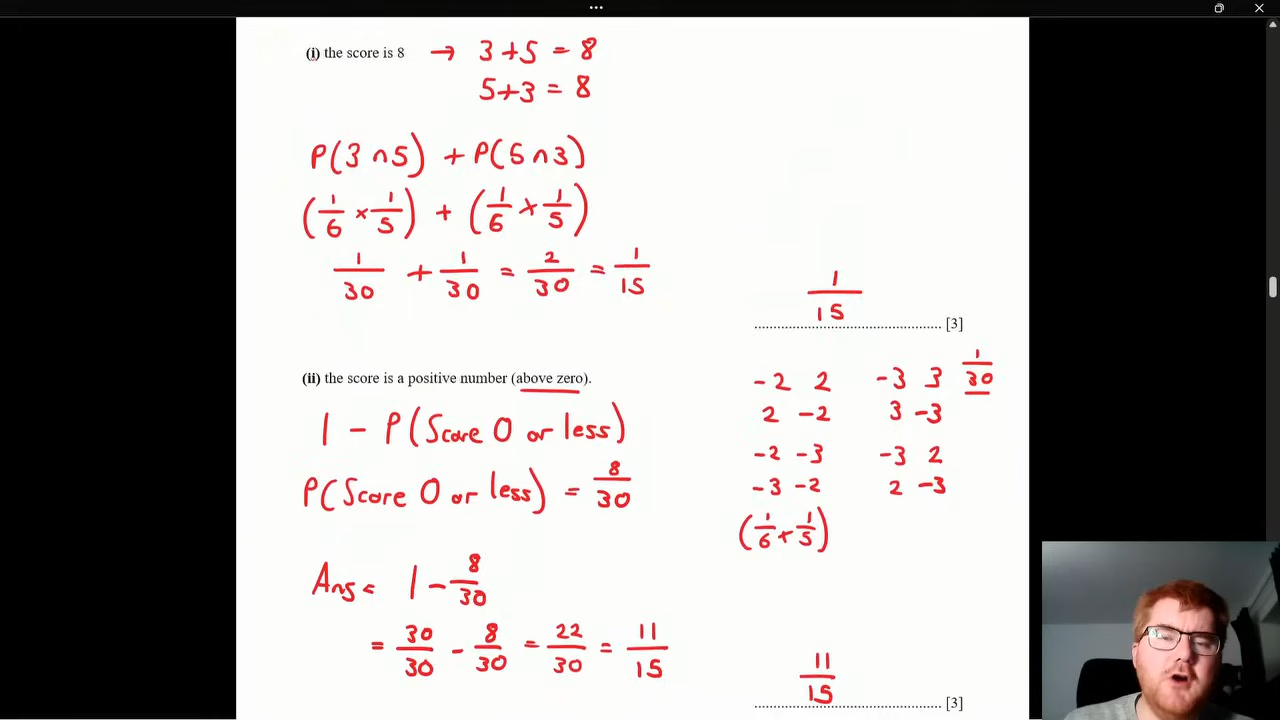 (i) the score is 8 → 3 + 5 = 8
5 + 3 = 8
P(3 ∩ 5) + P(5 ∩ 3)
(1/6 × 1/5) + (1/6 × 1/5)
1/30 + 1/30 = 2/30 = 1/15
1/15
[3]
(ii) the score is a positive number (above zero).
1 - P(Score 0 or less)
P(Score 0 or less) = 8/30
Ans = 1 - 8/30
= 30/30 - 8/30 = 22/30 = 11/15
-2 2 -3 3 1/30
2 -2 3 -3
-2 -3 -3 2
-3 -2 2 -3
(1/6 × 1/5)
11/15
[3]